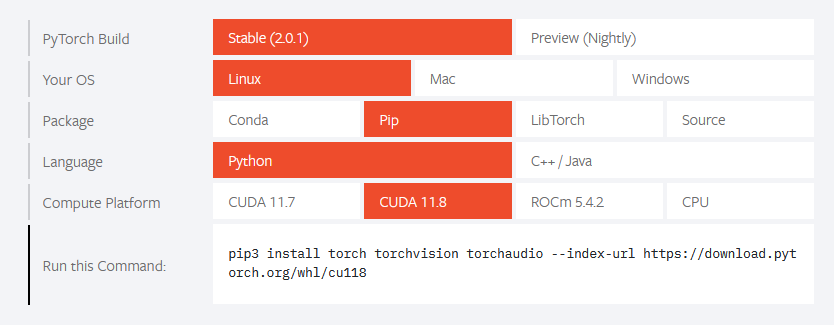 PyTorch Build
Stable (2.0.1)
Preview (Nightly)
Your OS
Linux
Mac
Windows
Package
Conda
Pip
LibTorch
Source
Language
Python
C++ / Java
Compute Platform
CUDA 11.7
CUDA 11.8
ROCm 5.4.2
CPU
Run this Command:
pip3 install torch torchvision torchaudio --index-url https://download.pyt
orch.org/whl/cu118